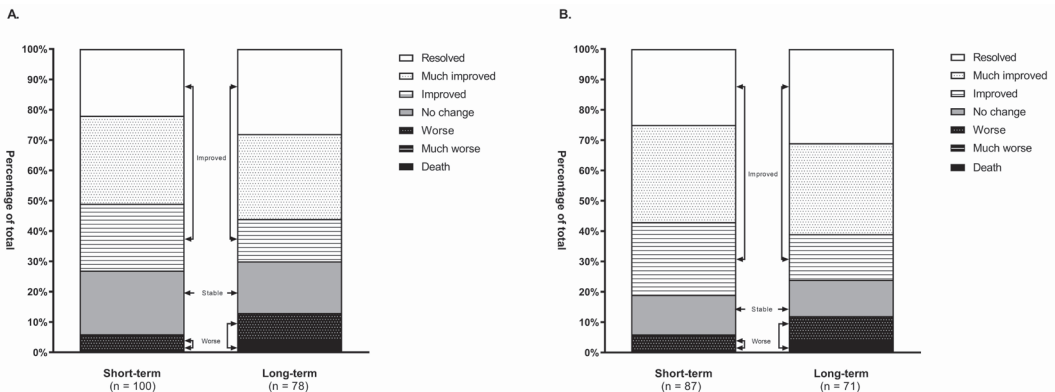 A.
Percentage of total
100%
90%
80%
70%
60%
50%
40%
30%
20%
10%
0%
Improved
Stable
Worse
Short-term
(n = 100)
Long-term
(n = 78)
Resolved
Much improved
Improved
No change
Worse
Much worse
Death
B.
Percentage of total
100%
90%
80%
70%
60%
50%
40%
30%
20%
10%
0%
Improved
Stable
Worse
Short-term
(n = 87)
Long-term
(n = 71)
Resolved
Much improved
Improved
No change
Worse
Much worse
Death